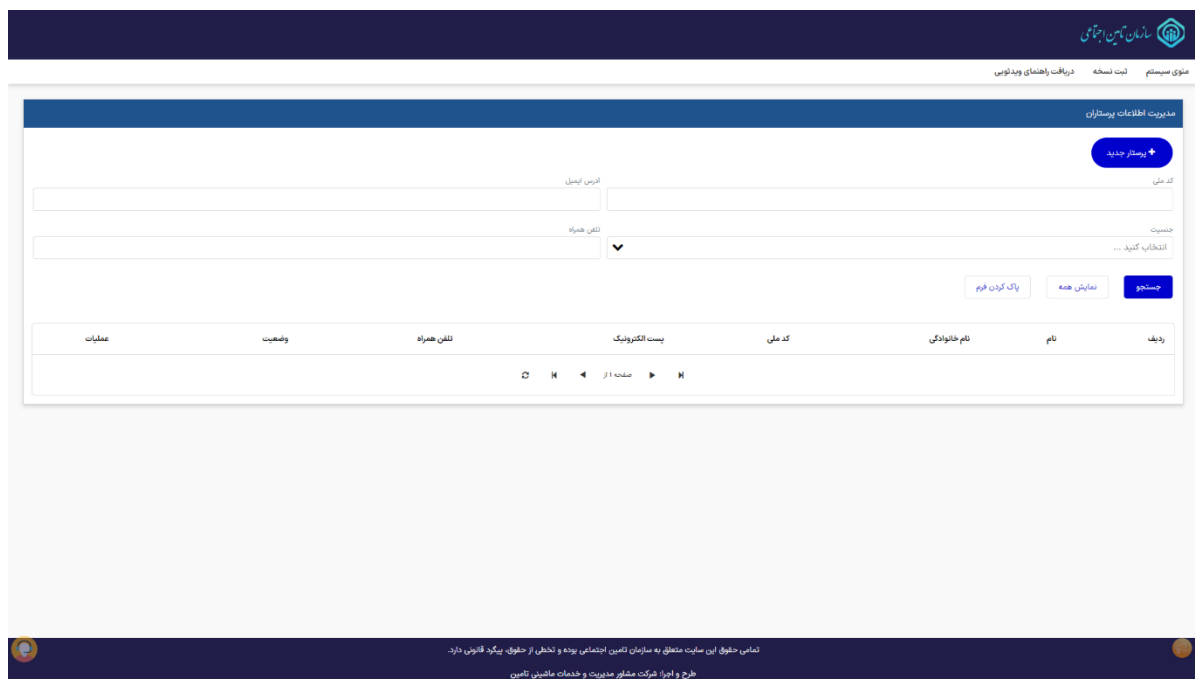 سازمان تأمین اجتماعی
منوی سیستم ثبت نسخه دریافت راهنمای ویدئویی
مدیریت اطلاعات پرستاران
+ پرستار جدید
کد ملی آدرس ایمیل
جنسیت تلفن همراه
انتخاب کنید ...
جستجو نمایش همه پاک کردن فرم
ردیف نام نام خانوادگی کد ملی پست الکترونیک تلفن همراه وضعیت عملیات
صفحه ۱ از
تمامی حقوق این سایت متعلق به سازمان تامین اجتماعی بوده و تخطی از حقوق، پیگرد قانونی دارد.
طرح و اجرا: شرکت مشاور مدیریت و خدمات ماشینی تامین